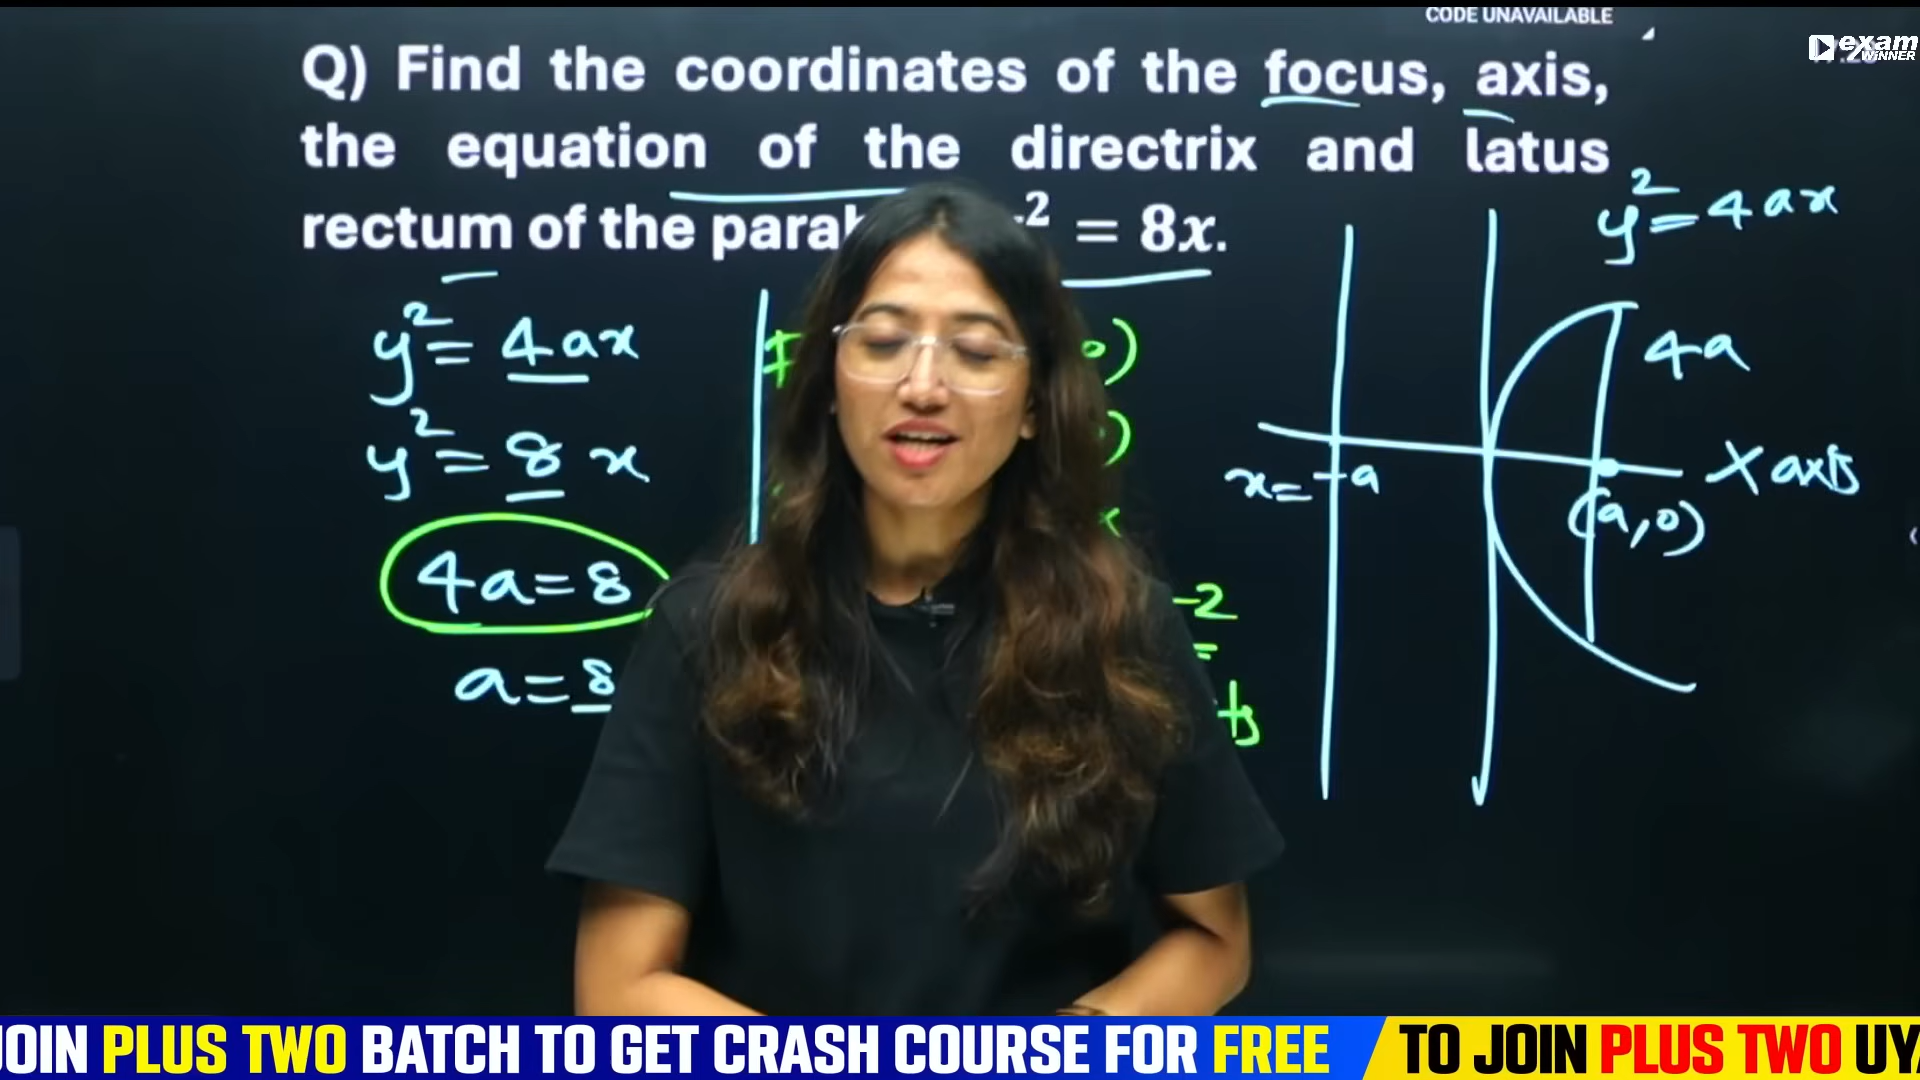 CODE UNAVAILABLE
exam
WiNNER
Q) Find the coordinates of the focus, axis,
the equation of the directrix and latus
rectum of the = 8x.
y² = 4ax
y² = 8x
4a = 8
a = 8
-2
y² = 4ax
4a
X axis
x = -a
(a,0)
JOIN PLUS TWO BATCH TO GET CRASH COURSE FOR FREE
TO JOIN PLUS TWO